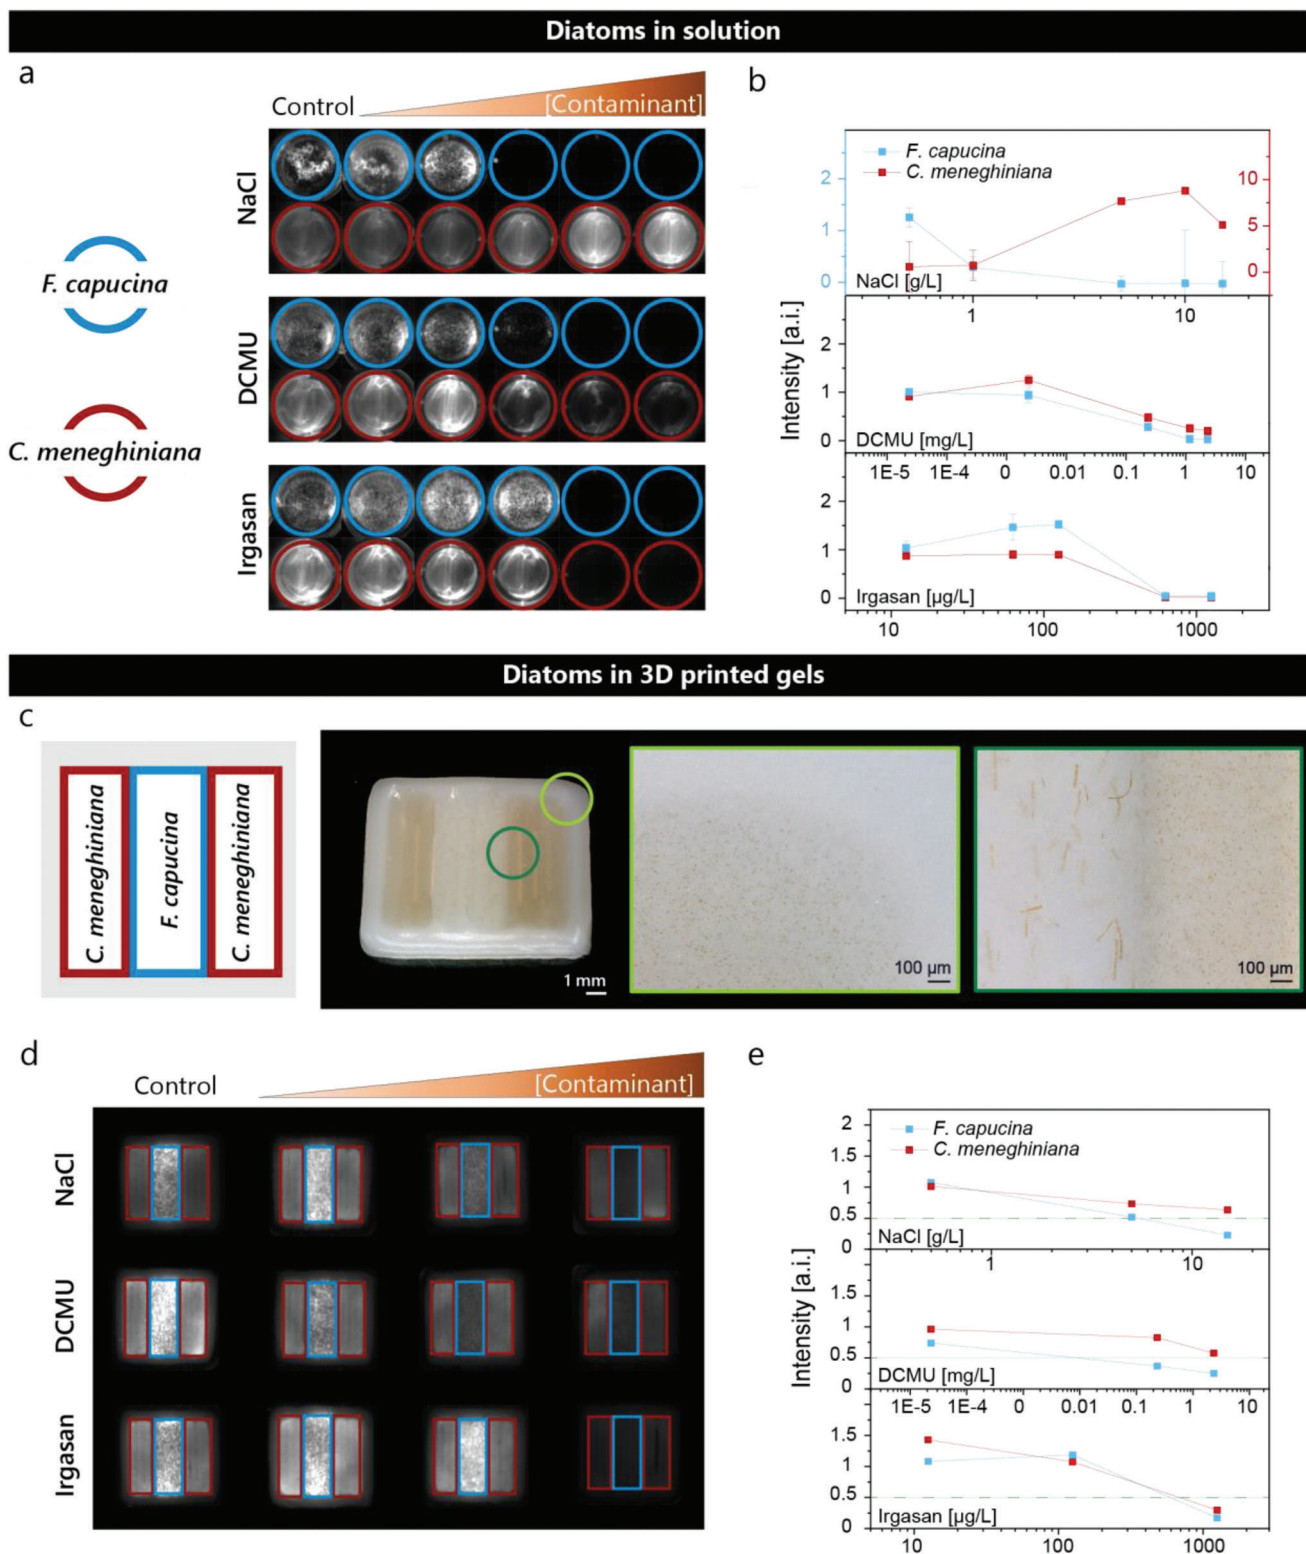 Diatoms in solution
a
Control
[Contaminant]
NaCl
DCMU
Irgasan
F. capucina
C. meneghiniana
b
F. capucina
C. meneghiniana
Intensity [a.i.]
2
1
0
10
5
0
NaCl [g/L]
1
10
2
1
0
DCMU [mg/L]
1E-5
1E-4
0
0.01
0.1
1
10
2
1
0
Irgasan [µg/L]
10
100
1000
Diatoms in 3D printed gels
c
C. meneghiniana
F. capucina
C. meneghiniana
1 mm
100 µm
100 µm
d
Control
[Contaminant]
NaCl
DCMU
Irgasan
e
F. capucina
C. meneghiniana
Intensity [a.i.]
2
1.5
1
0.5
0
NaCl [g/L]
1
10
1.5
1
0.5
0
DCMU [mg/L]
1E-5
1E-4
0
0.01
0.1
1
10
1.5
1
0.5
0
Irgasan [µg/L]
10
100
1000